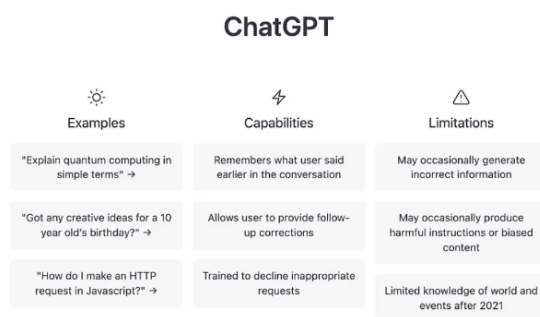 ChatGPT
Examples
"Explain quantum computing in
simple terms" →
"Got any creative ideas for a 10
year old's birthday?" →
"How do I make an HTTP
request in Javascript?" →
Capabilities
Remembers what user said
earlier in the conversation
Allows user to provide follow-
up corrections
Trained to decline inappropriate
requests
Limitations
May occasionally generate
incorrect information
May occasionally produce
harmful instructions or biased
content
Limited knowledge of world and
events after 2021